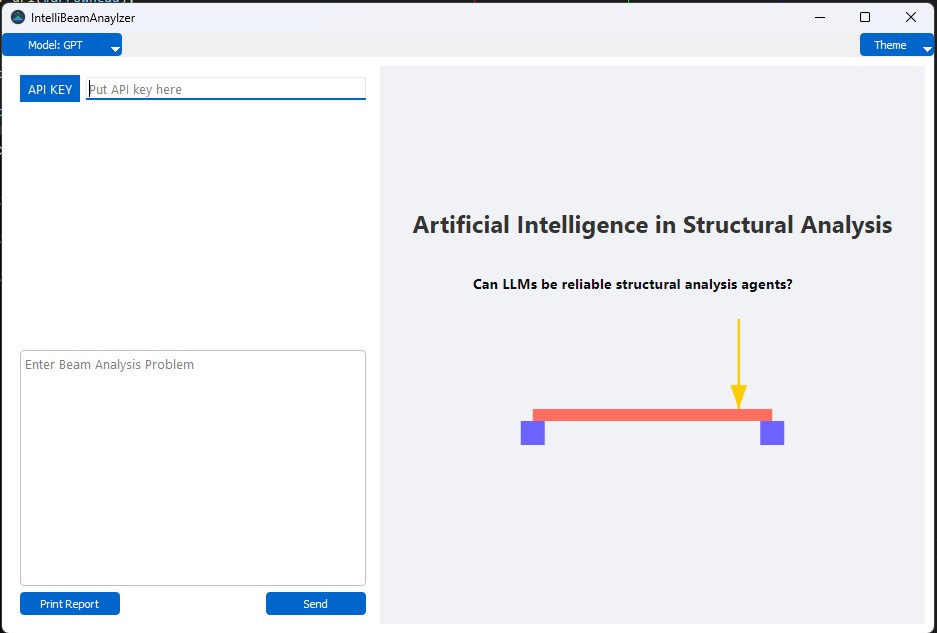 IntelliBeamAnaylzer
Model: GPT
Theme
API KEY
Put API key here
Artificial Intelligence in Structural Analysis
Can LLMs be reliable structural analysis agents?
Enter Beam Analysis Problem
Print Report
Send